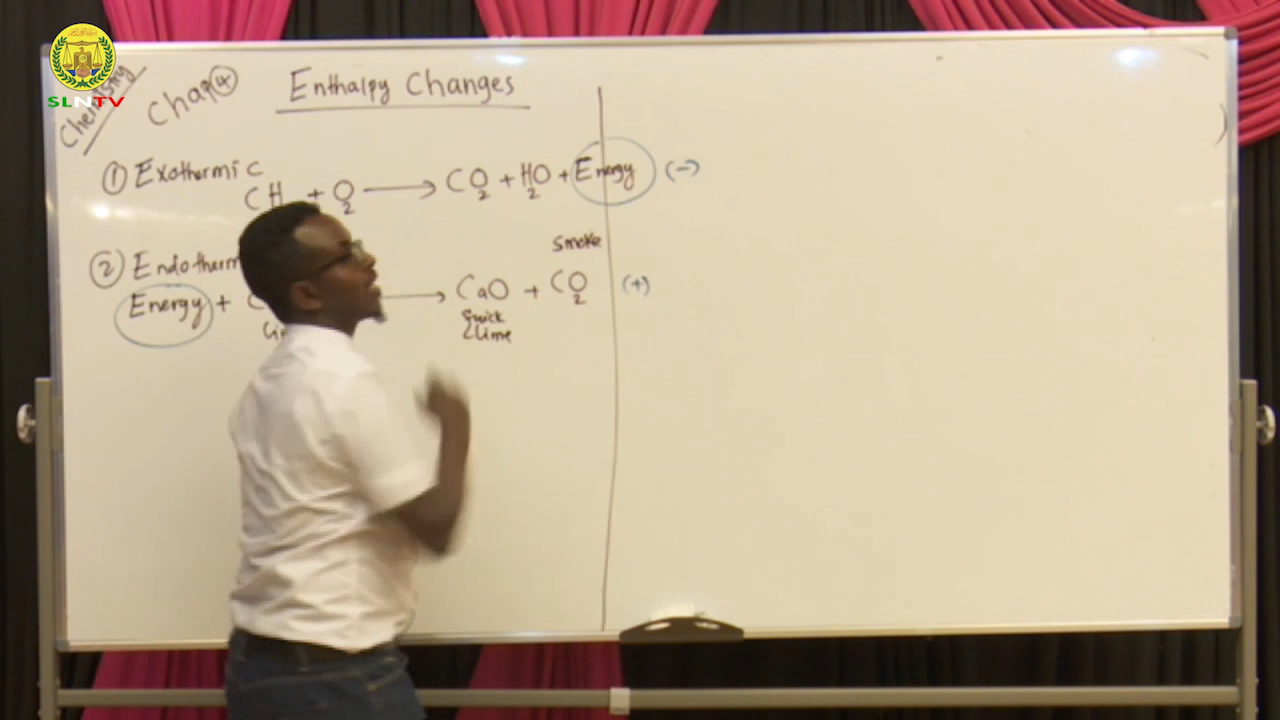 SLNTV
Chemistry
Chap ④
Enthalpy Changes
① Exothermic
CH + O₂ ⟶ CO₂ + H₂O + Energy (-)
② Endotherm
smoke
Energy + C ⟶ CaO + CO₂ (+)
Quick
Lime